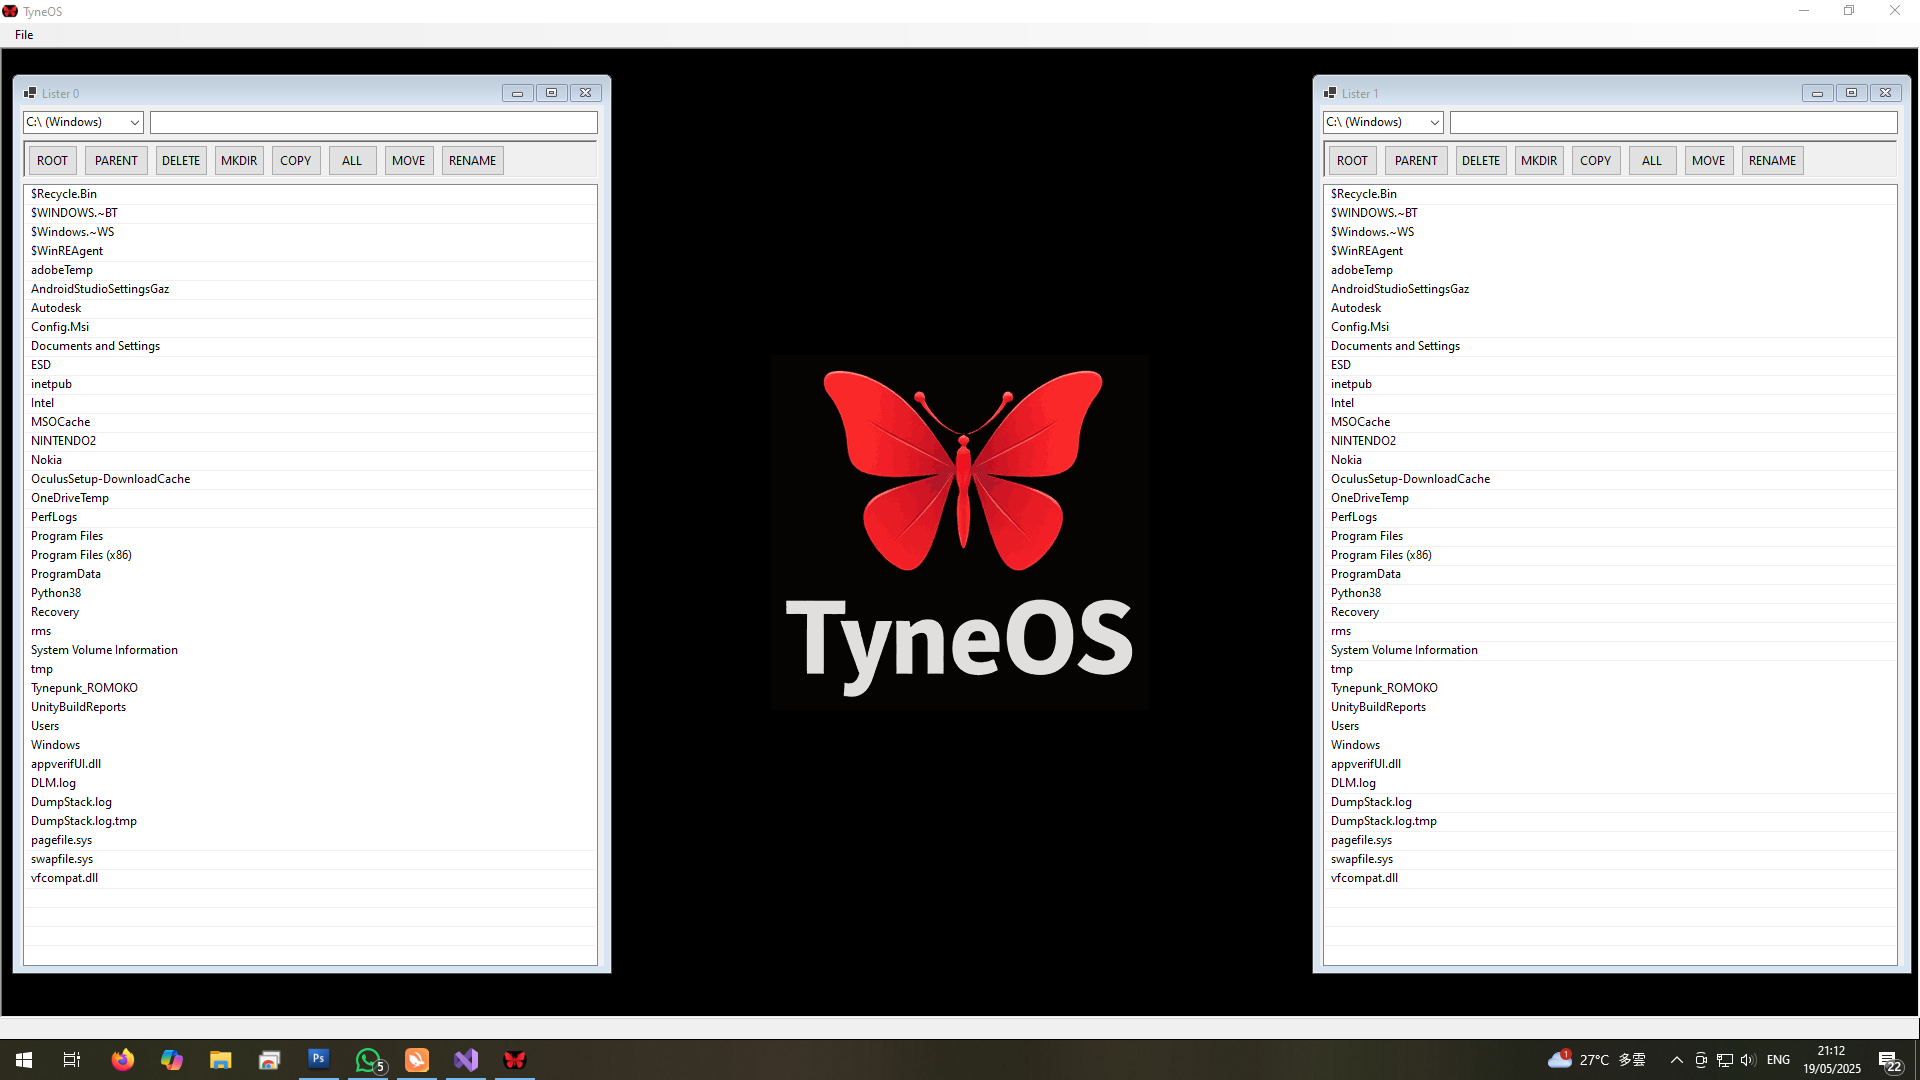 TyneOS
File
Lister 0
C:\ (Windows)
ROOT PARENT DELETE MKDIR COPY ALL MOVE RENAME
$Recycle.Bin
$WINDOWS.~BT
$Windows.~WS
$WinREAgent
adobeTemp
AndroidStudioSettingsGaz
Autodesk
Config.Msi
Documents and Settings
ESD
inetpub
Intel
MSOCache
NINTENDO2
Nokia
OculusSetup-DownloadCache
OneDriveTemp
PerfLogs
Program Files
Program Files (x86)
ProgramData
Python38
Recovery
rms
System Volume Information
tmp
Tynepunk_ROMOKO
UnityBuildReports
Users
Windows
appverifUI.dll
DLM.log
DumpStack.log
DumpStack.log.tmp
pagefile.sys
swapfile.sys
vfcompat.dll
TyneOS
Lister 1
C:\ (Windows)
ROOT PARENT DELETE MKDIR COPY ALL MOVE RENAME
$Recycle.Bin
$WINDOWS.~BT
$Windows.~WS
$WinREAgent
adobeTemp
AndroidStudioSettingsGaz
Autodesk
Config.Msi
Documents and Settings
ESD
inetpub
Intel
MSOCache
NINTENDO2
Nokia
OculusSetup-DownloadCache
OneDriveTemp
PerfLogs
Program Files
Program Files (x86)
ProgramData
Python38
Recovery
rms
System Volume Information
tmp
Tynepunk_ROMOKO
UnityBuildReports
Users
Windows
appverifUI.dll
DLM.log
DumpStack.log
DumpStack.log.tmp
pagefile.sys
swapfile.sys
vfcompat.dll
Ps
5
1
27°C 多雲
ENG
21:12
19/05/2025
22